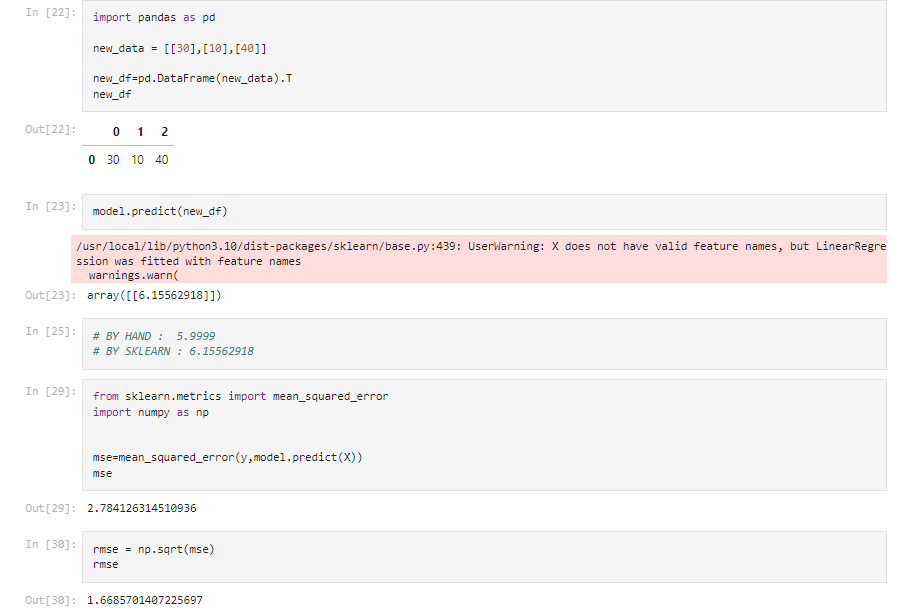 In [22]:
import pandas as pd
new_data = [[30],[10],[40]]
new_df=pd.DataFrame(new_data).T
new_df
Out[22]:
0 1 2
0 30 10 40
In [23]:
model.predict(new_df)
/usr/local/lib/python3.10/dist-packages/sklearn/base.py:439: UserWarning: X does not have valid feature names, but LinearRegre
ssion was fitted with feature names
warnings.warn(
Out[23]: array([[6.15562918]])
In [25]:
# BY HAND :  5.9999
# BY SKLEARN : 6.15562918
In [29]:
from sklearn.metrics import mean_squared_error
import numpy as np
mse=mean_squared_error(y,model.predict(X))
mse
Out[29]: 2.784126314510936
In [30]:
rmse = np.sqrt(mse)
rmse
Out[30]: 1.6685701407225697